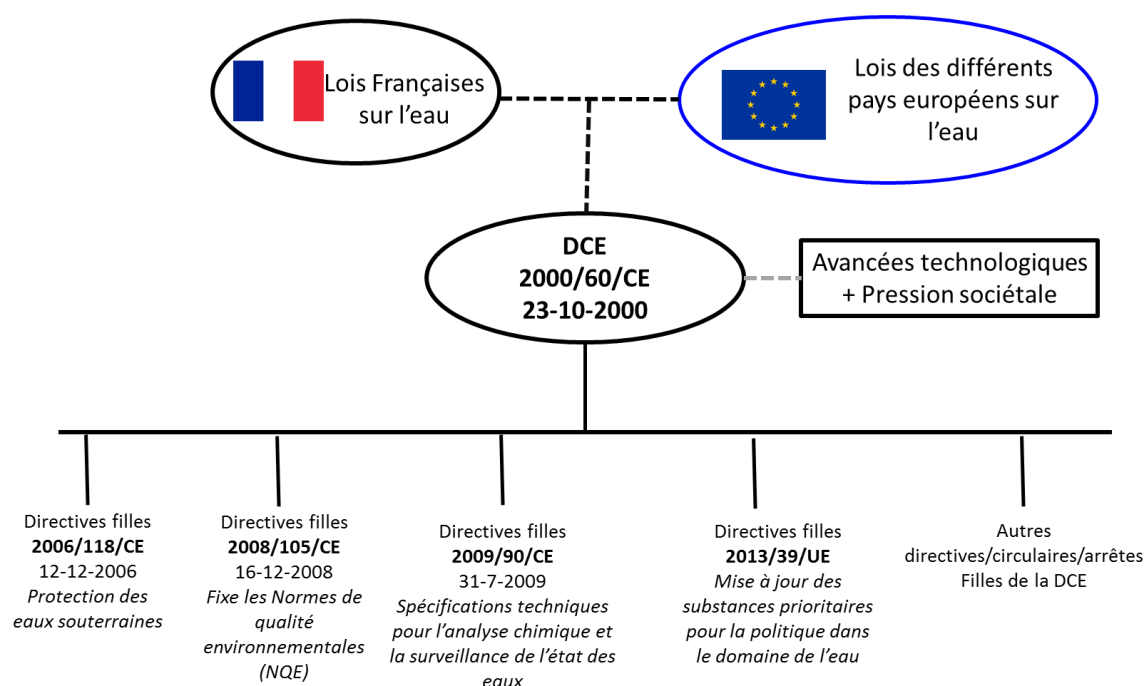 Lois Françaises
sur l’eau
Lois des différents
pays européens sur
l’eau
DCE
2000/60/CE
23-10-2000
Avancées technologiques
+ Pression sociétale
Directives filles
2006/118/CE
12-12-2006
Protection des
eaux souterraines
Directives filles
2008/105/CE
16-12-2008
Fixe les Normes de
qualité
environnementales
(NQE)
Directives filles
2009/90/CE
31-7-2009
Spécifications techniques
pour l’analyse chimique et
la surveillance de l’état des
eaux
Directives filles
2013/39/UE
Mise à jour des
substances prioritaires
pour la politique dans
le domaine de l’eau
Autres
directives/circulaires/arrêtes
Filles de la DCE